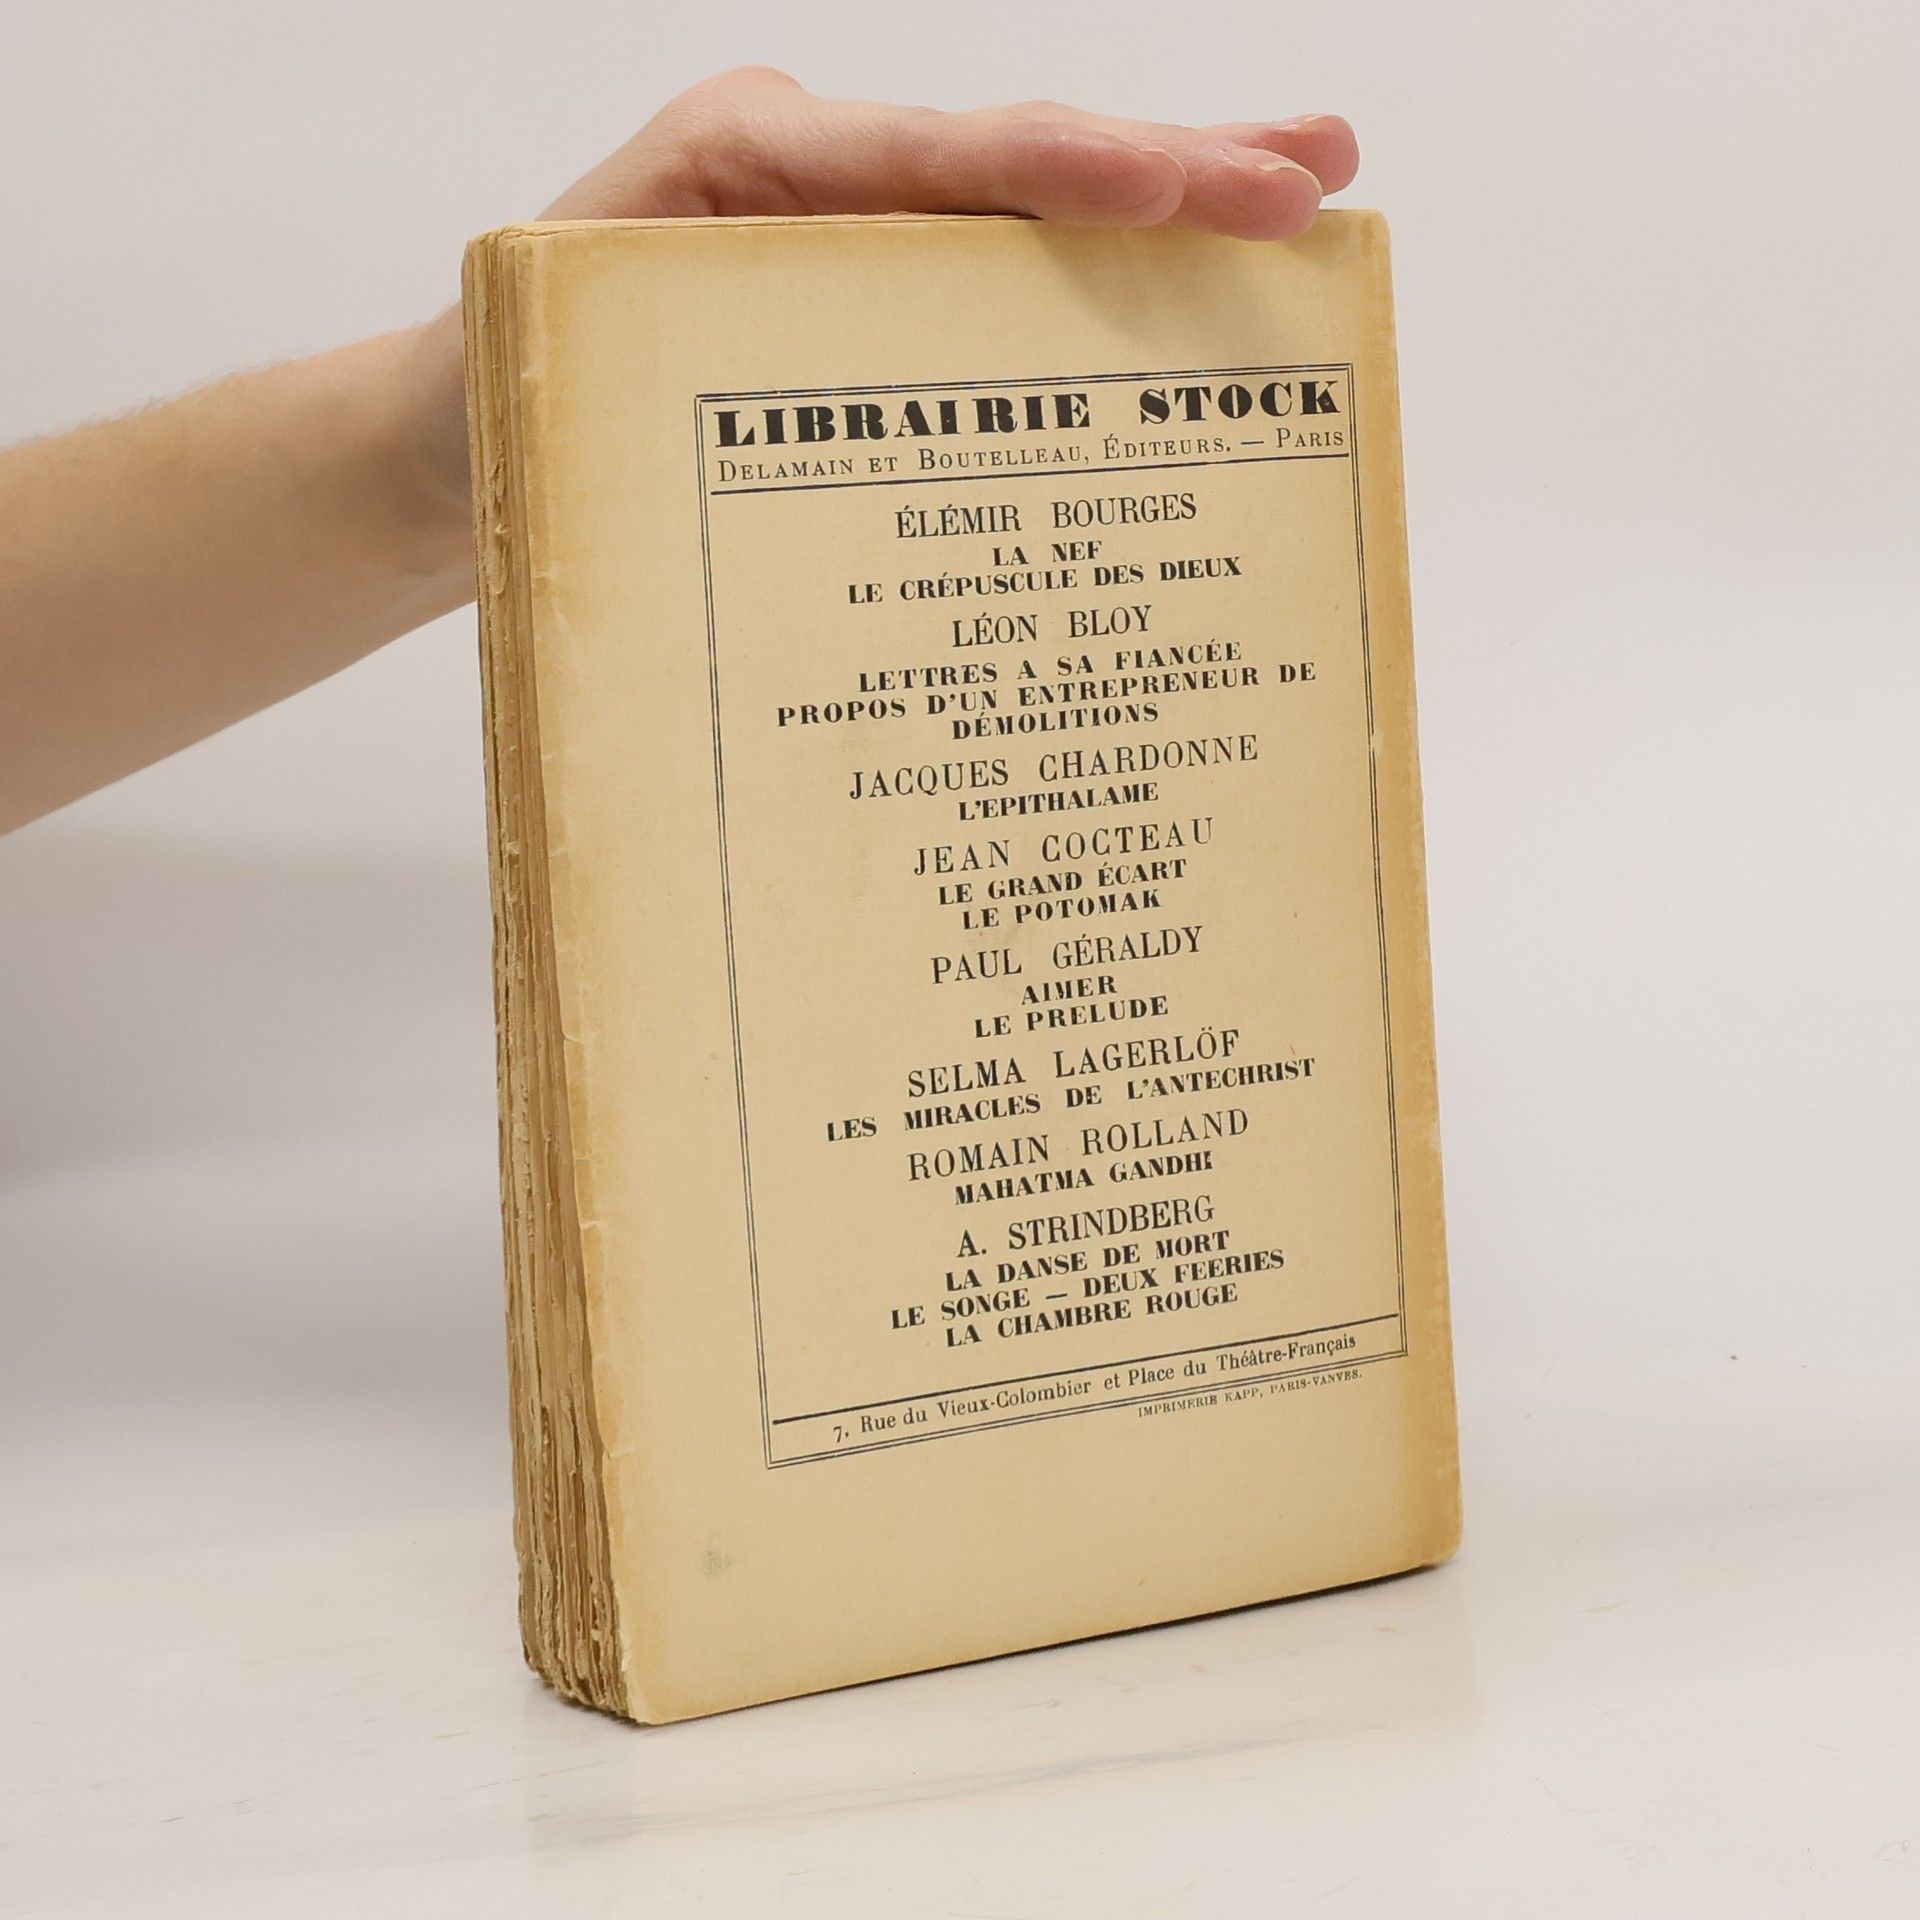 LIBRAIRIE STOCK
DELAMAIN ET BOUTELLEAU, ÉDITEURS. — PARIS
ÉLÉMIR BOURGES
LA NEF
LE CRÉPUSCULE DES DIEUX
LÉON BLOY
LETTRES A SA FIANCÉE
PROPOS D'UN ENTREPRENEUR DE
DÉMOLITIONS
JACQUES CHARDONNE
L'EPITHALAME
JEAN COCTEAU
LE GRAND ÉCART
LE POTOMAK
PAUL GÉRALDY
AIMER
LE PRELUDE
SELMA LAGERLÖF
LES MIRACLES DE L'ANTECHRIST
ROMAIN ROLLAND
MAHATMA GANDHI
A. STRINDBERG
LA DANSE DE MORT
LE SONGE — DEUX FEERIES
LA CHAMBRE ROUGE
7, Rue du Vieux-Colombier et Place du Théâtre-Français
IMPRIMERIE KAPP, PARIS-VANVES.